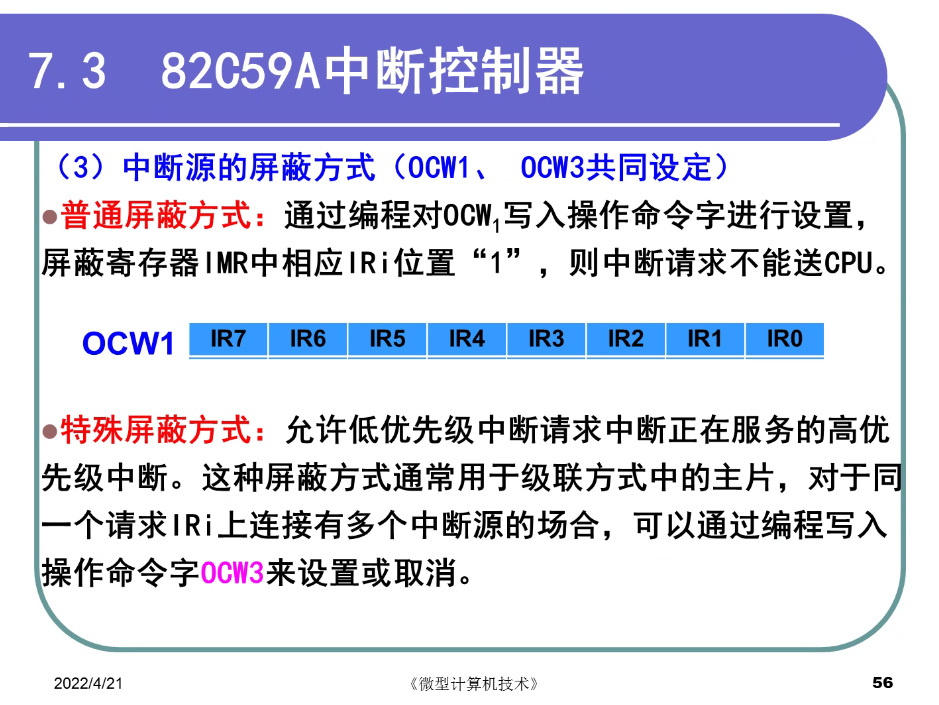 7.3 82C59A中断控制器
（3）中断源的屏蔽方式（OCW1、 OCW3共同设定）
●普通屏蔽方式：通过编程对OCW1写入操作命令字进行设置，
屏蔽寄存器IMR中相应IRi位置“1”，则中断请求不能送CPU。
OCW1 IR7 IR6 IR5 IR4 IR3 IR2 IR1 IR0
●特殊屏蔽方式：允许低优先级中断请求中断正在服务的高优
先级中断。这种屏蔽方式通常用于级联方式中的主片，对于同
一个请求IRi上连接有多个中断源的场合，可以通过编程写入
操作命令字OCW3来设置或取消。
2022/4/21 《微型计算机技术》 56